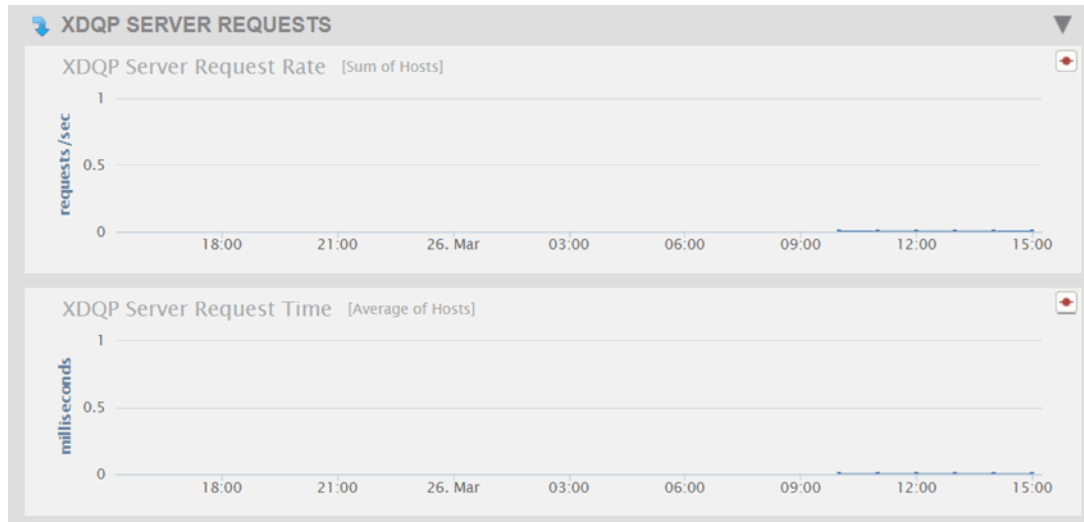 XDQP SERVER REQUESTS
XDQP Server Request Rate [Sum of Hosts]
1
requests/sec
0.5
0
18:00 21:00 26. Mar 03:00 06:00 09:00 12:00 15:00
XDQP Server Request Time [Average of Hosts]
1
milliseconds
0.5
0
18:00 21:00 26. Mar 03:00 06:00 09:00 12:00 15:00